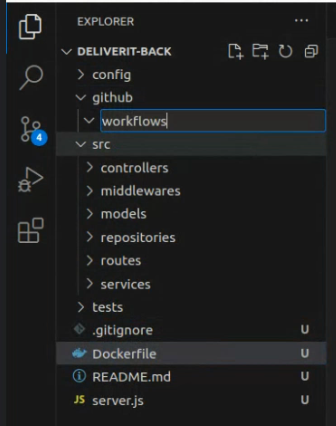 EXPLORER ...
DELIVERIT-BACK
config
github
workflows
4
src
controllers
middlewares
models
repositories
routes
services
tests
.gitignore U
Dockerfile U
README.md U
JS server.js U